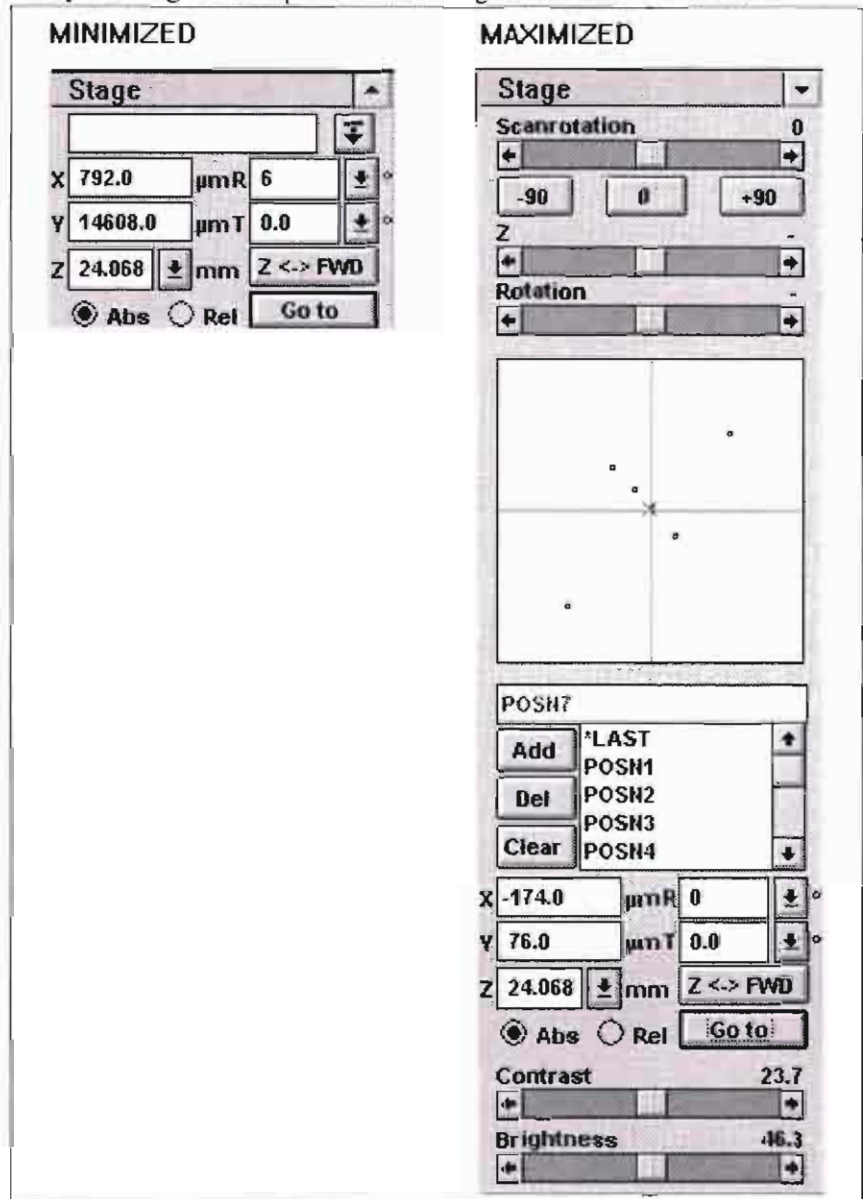 MINIMIZED
Stage
X 792.0 µm R 6 °
Y 14608.0 µm T 0.0 °
Z 24.068 mm Z <-> FWD
Abs Rel Go to
MAXIMIZED
Stage
Scanrotation 0
-90 0 +90
Z -
Rotation -
POSN7
Add
Del
Clear
*LAST
POSN1
POSN2
POSN3
POSN4
X -174.0 µm R 0 °
Y 76.0 µm T 0.0 °
Z 24.068 mm Z <-> FWD
Abs Rel Go to
Contrast 23.7
Brightness 46.3